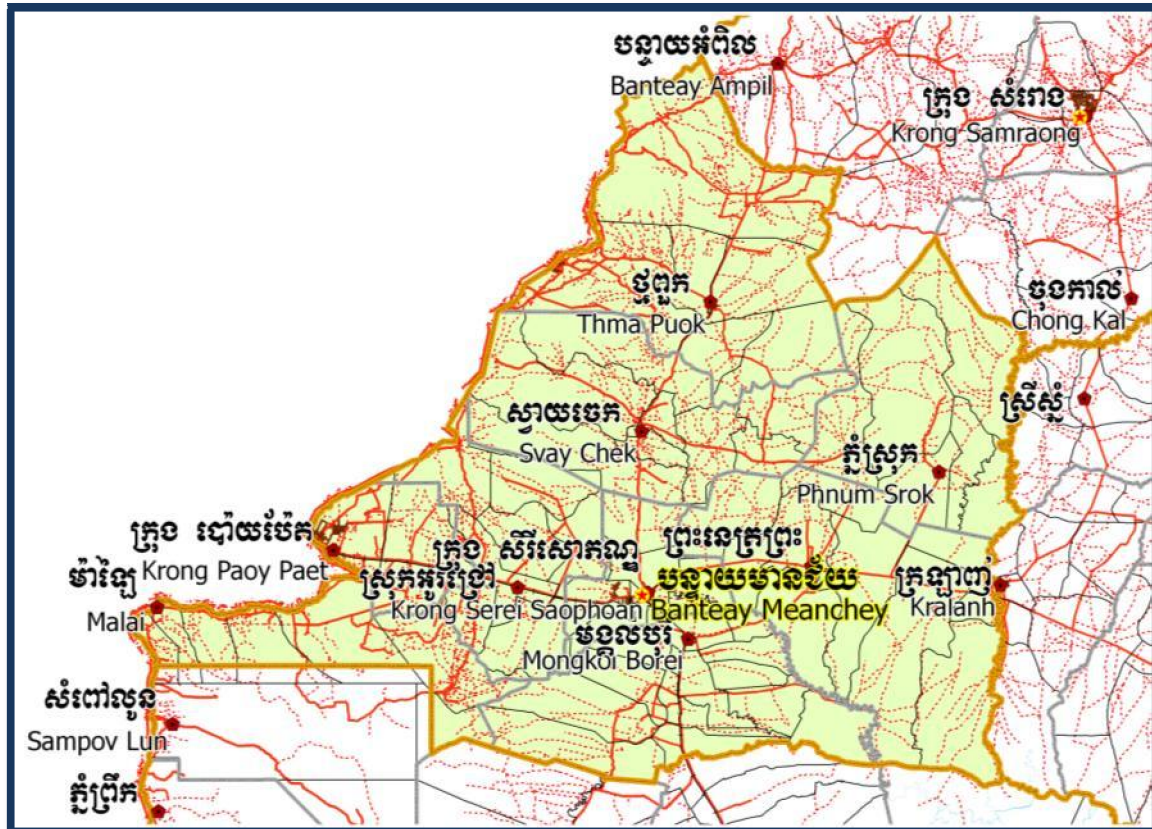 បន្ទាយអំពិល
Banteay Ampil
ក្រុង សំរោង
Krong Samraong
ថ្មពួក
Thma Puok
ចុងកាល់
Chong Kal
ស្វាយចេក
Svay Chek
ស្រីស្នំ
ភ្នំស្រុក
Phnum Srok
ក្រុង ប៉ោយប៉ែត
Krong Paoy Paet
ក្រុង សិរីសោភណ្ឌ
Krong Serei Saophoan
ស្រុកអូរជ្រៅ
ព្រះនេត្រព្រះ
បន្ទាយមានជ័យ
Banteay Meanchey
ក្រឡាញ់
Kralanh
ម៉ាឡៃ
Malai
មង្គលបុរី
Mongkol Borei
សំពៅលូន
Sampov Lun
ភ្នំព្រឹក